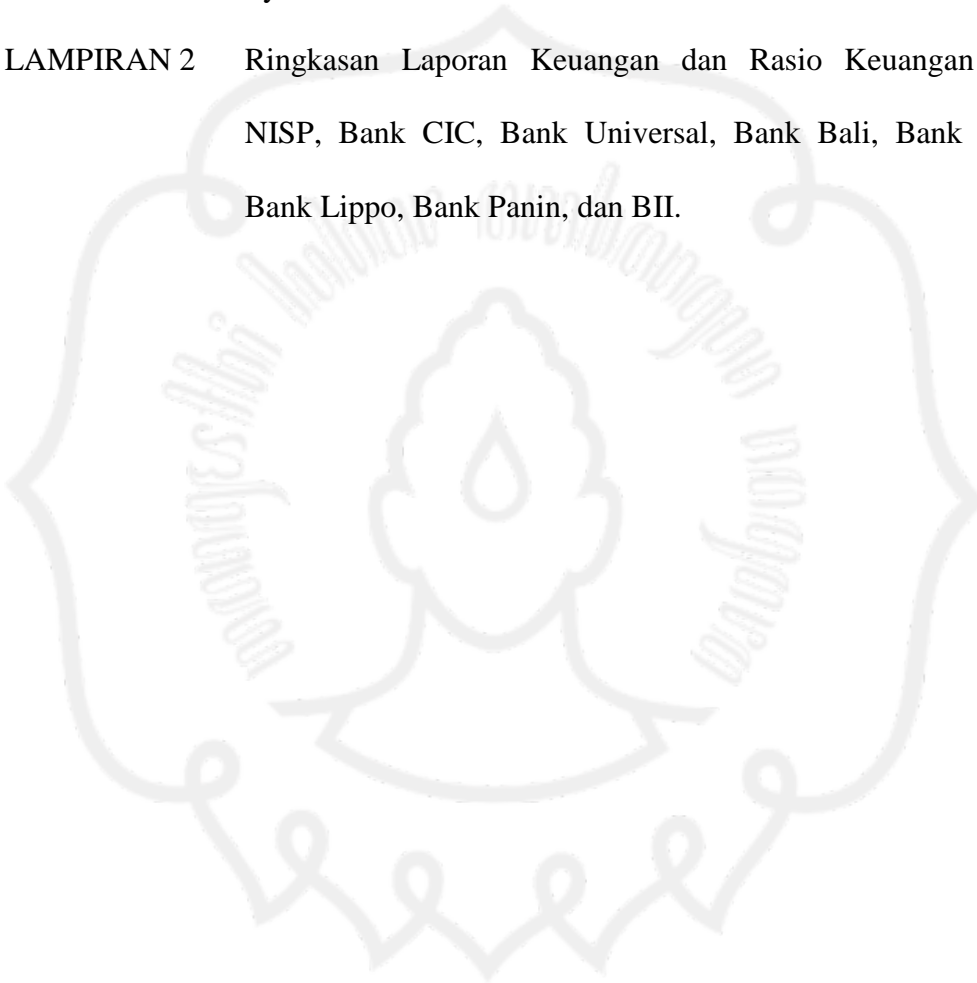 LAMPIRAN 2 Ringkasan Laporan Keuangan dan Rasio Keuangan
NISP, Bank CIC, Bank Universal, Bank Bali, Bank
Bank Lippo, Bank Panin, dan BII.